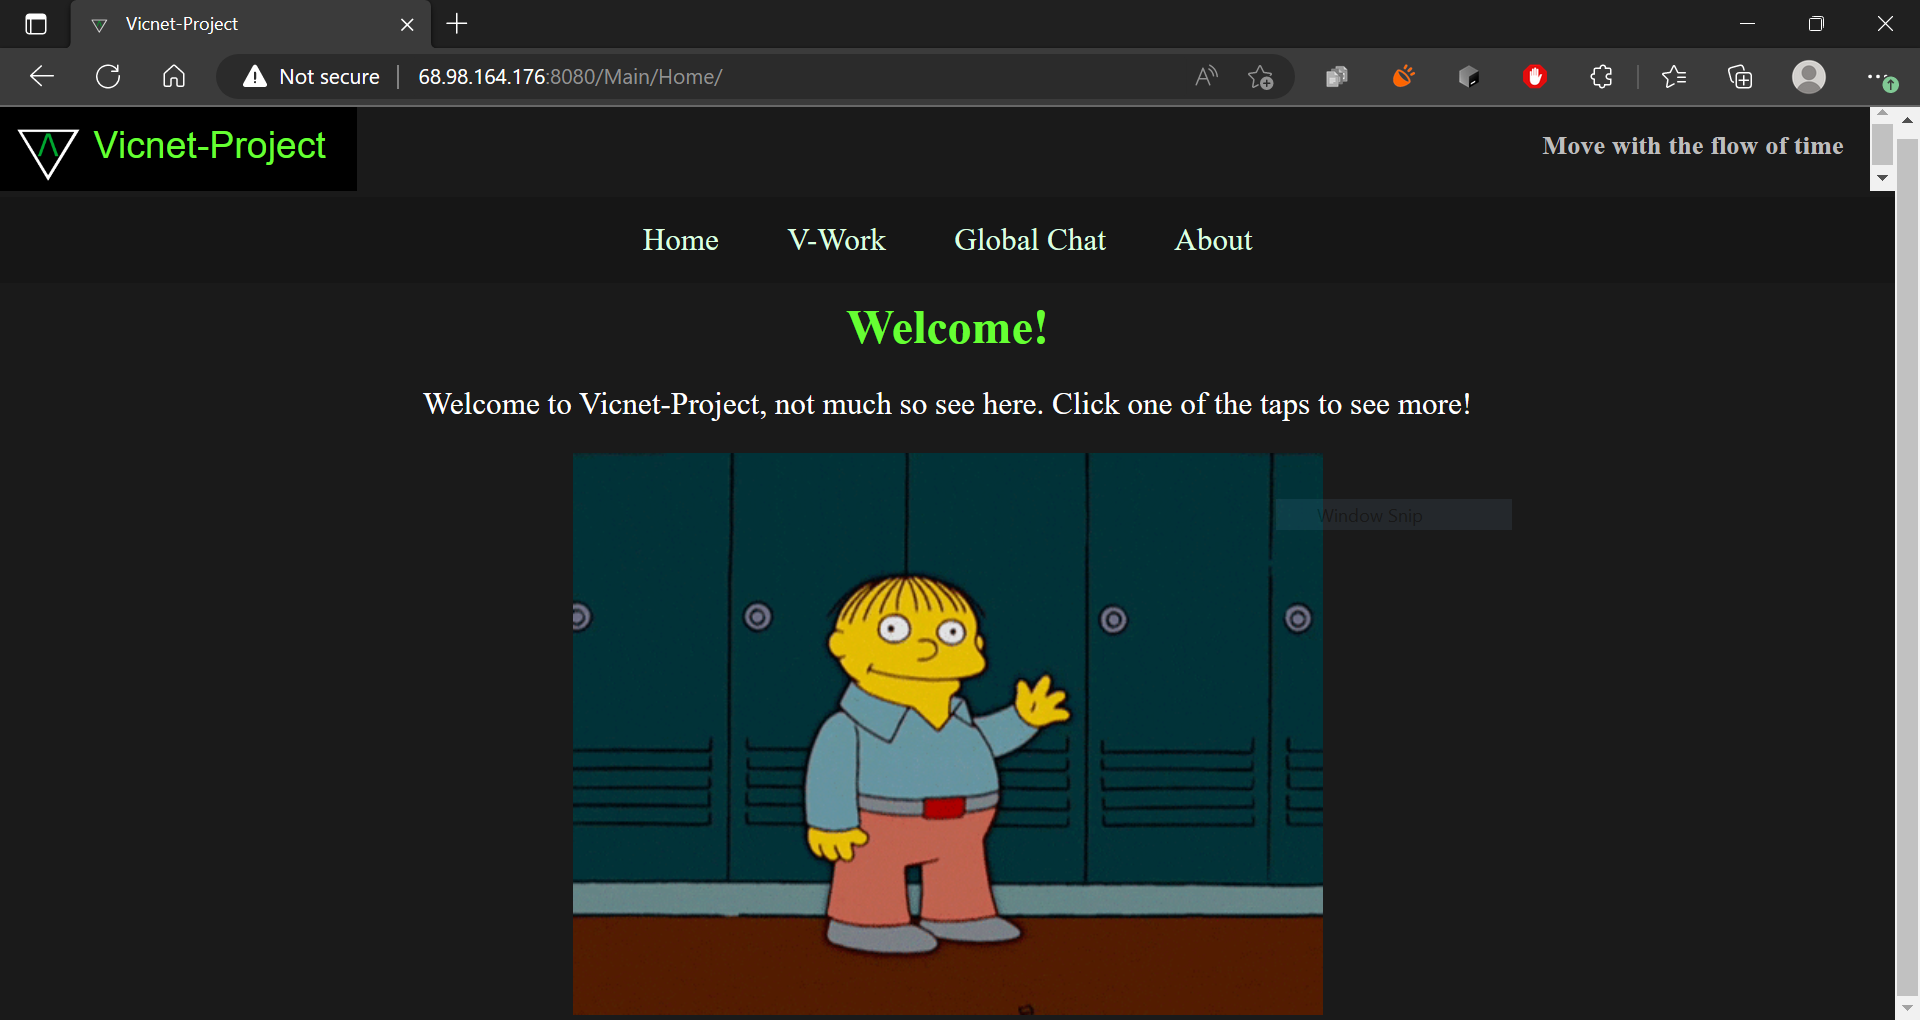 Vicnet-Project
Not secure
68.98.164.176:8080/Main/Home/
Vicnet-Project
Move with the flow of time
Home V-Work Global Chat About
Welcome!
Welcome to Vicnet-Project, not much so see here. Click one of the taps to see more!
Window Snip